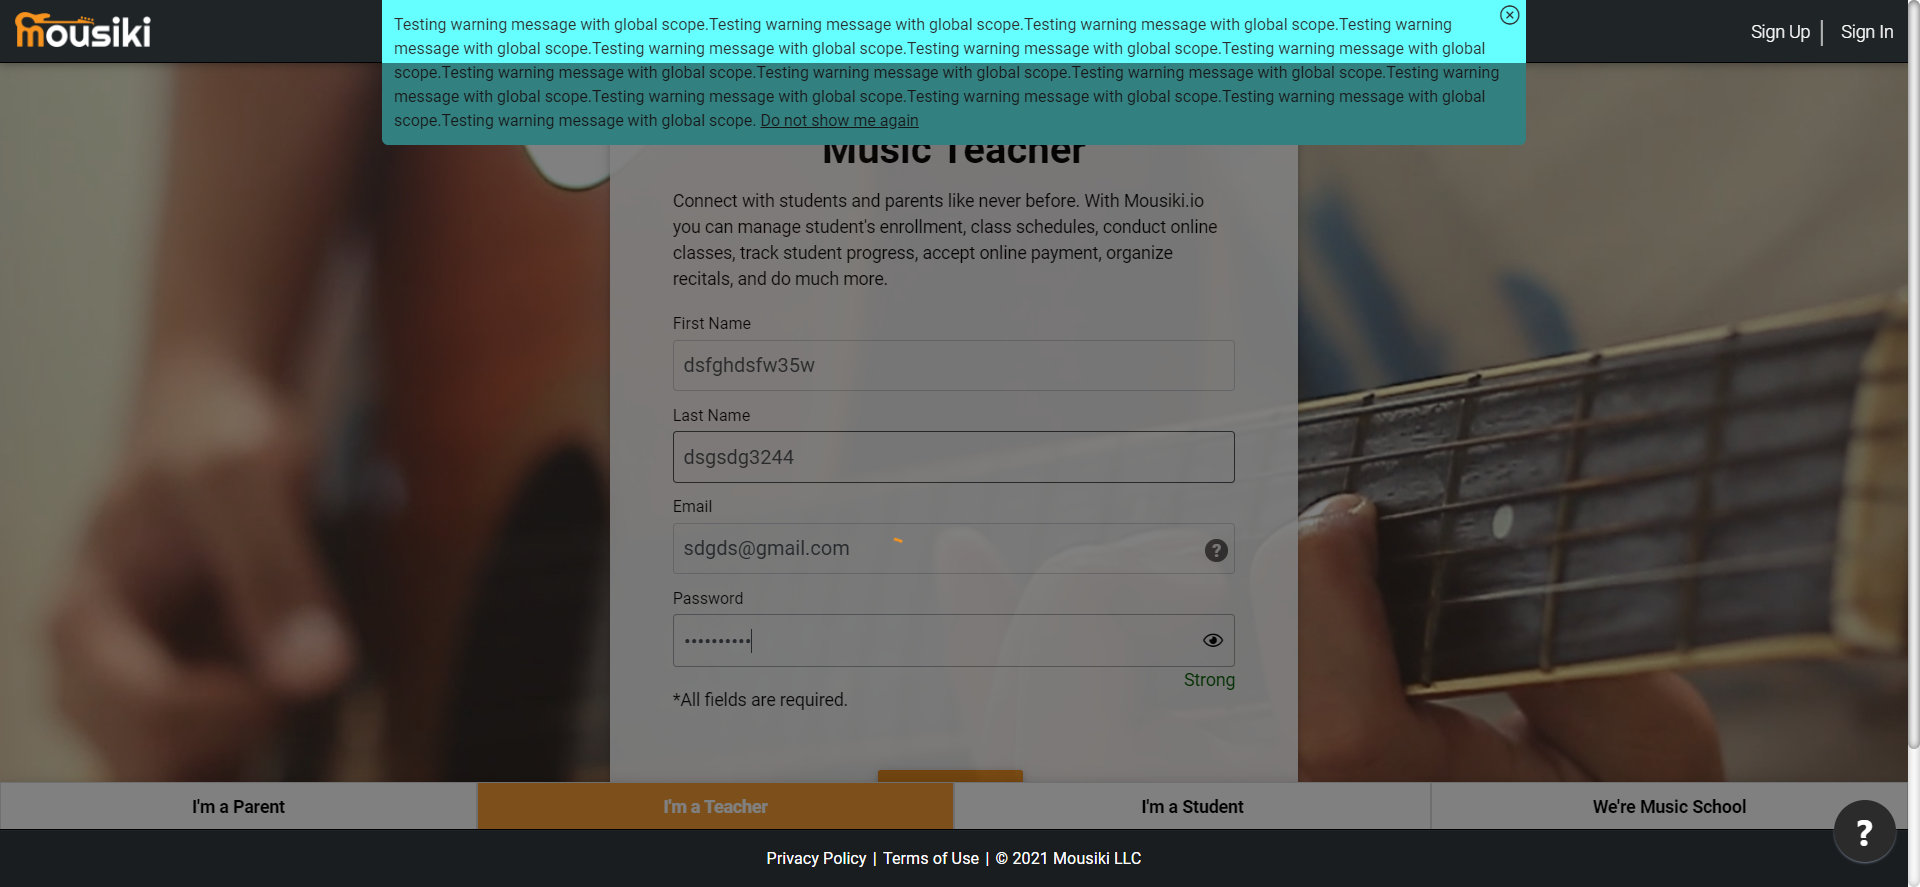 mousiki
Testing warning message with global scope.Testing warning message with global scope.Testing warning message with global scope.Testing warning
message with global scope.Testing warning message with global scope.Testing warning message with global scope.Testing warning message with global
scope.Testing warning message with global scope.Testing warning message with global scope.Testing warning message with global scope.Testing warning
message with global scope.Testing warning message with global scope.Testing warning message with global scope.Testing warning message with global
scope.Testing warning message with global scope. Do not show me again
Sign Up | Sign In
Music Teacher
Connect with students and parents like never before. With Mousiki.io
you can manage student's enrollment, class schedules, conduct online
classes, track student progress, accept online payment, organize
recitals, and do much more.
First Name
dsfghdsfw35w
Last Name
dsgsdg3244
Email
sdgds@gmail.com
?
Password
••••••••••
Strong
*All fields are required.
I'm a Parent
I'm a Teacher
I'm a Student
We're Music School
?
Privacy Policy | Terms of Use | © 2021 Mousiki LLC